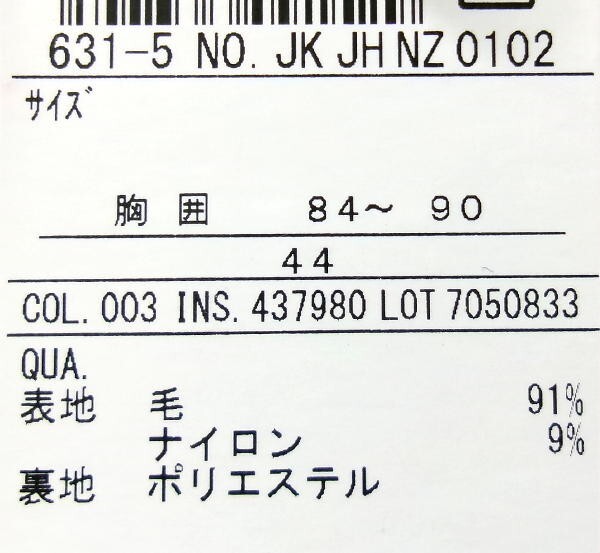 631-5 NO. JK JH NZ 0102
サイズ
胸囲 84~ 90
44
COL. 003 INS. 437980 LOT 7050833
QUA.
表地 毛 91%
ナイロン 9%
裏地 ポリエステル